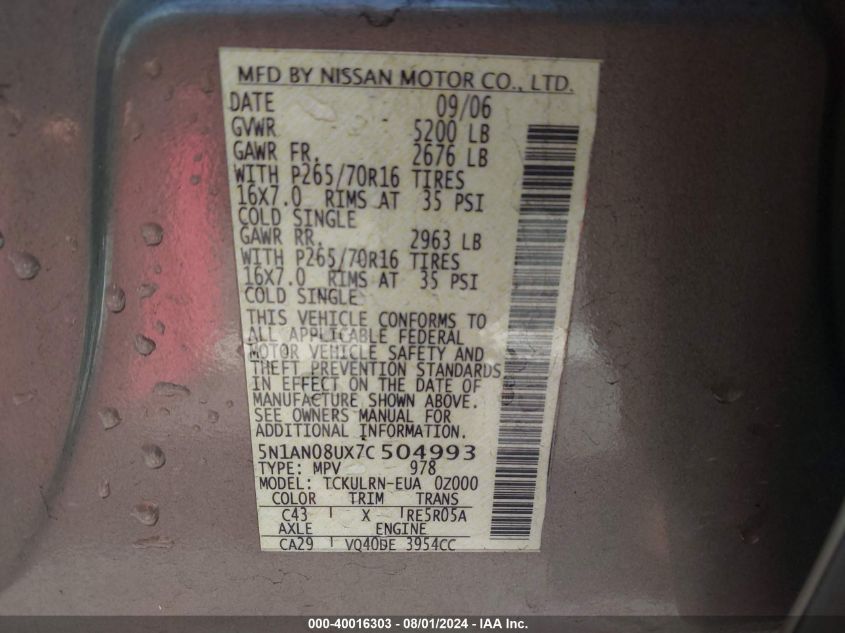 MFD BY NISSAN MOTOR CO., LTD.
DATE 09/06
GVWR 5200 LB
GAWR FR. 2676 LB
WITH P265/70R16 TIRES
16X7.0 RIMS AT 35 PSI
COLD SINGLE
GAWR RR. 2963 LB
WITH P265/70R16 TIRES
16X7.0 RIMS AT 35 PSI
COLD SINGLE
THIS VEHICLE CONFORMS TO
ALL APPLICABLE FEDERAL
MOTOR VEHICLE SAFETY AND
THEFT PREVENTION STANDARDS
IN EFFECT ON THE DATE OF
MANUFACTURE SHOWN ABOVE.
SEE OWNERS MANUAL FOR
ADDITIONAL INFORMATION.
5N1AN08UX7C504993
TYPE: MPV 978
MODEL: TCKULRN-EUA 0Z000
COLOR TRIM TRANS
C43 X RE5R05A
AXLE ENGINE
CA29 VQ40DE 3954CC
000-40016303 - 08/01/2024 - IAA Inc.